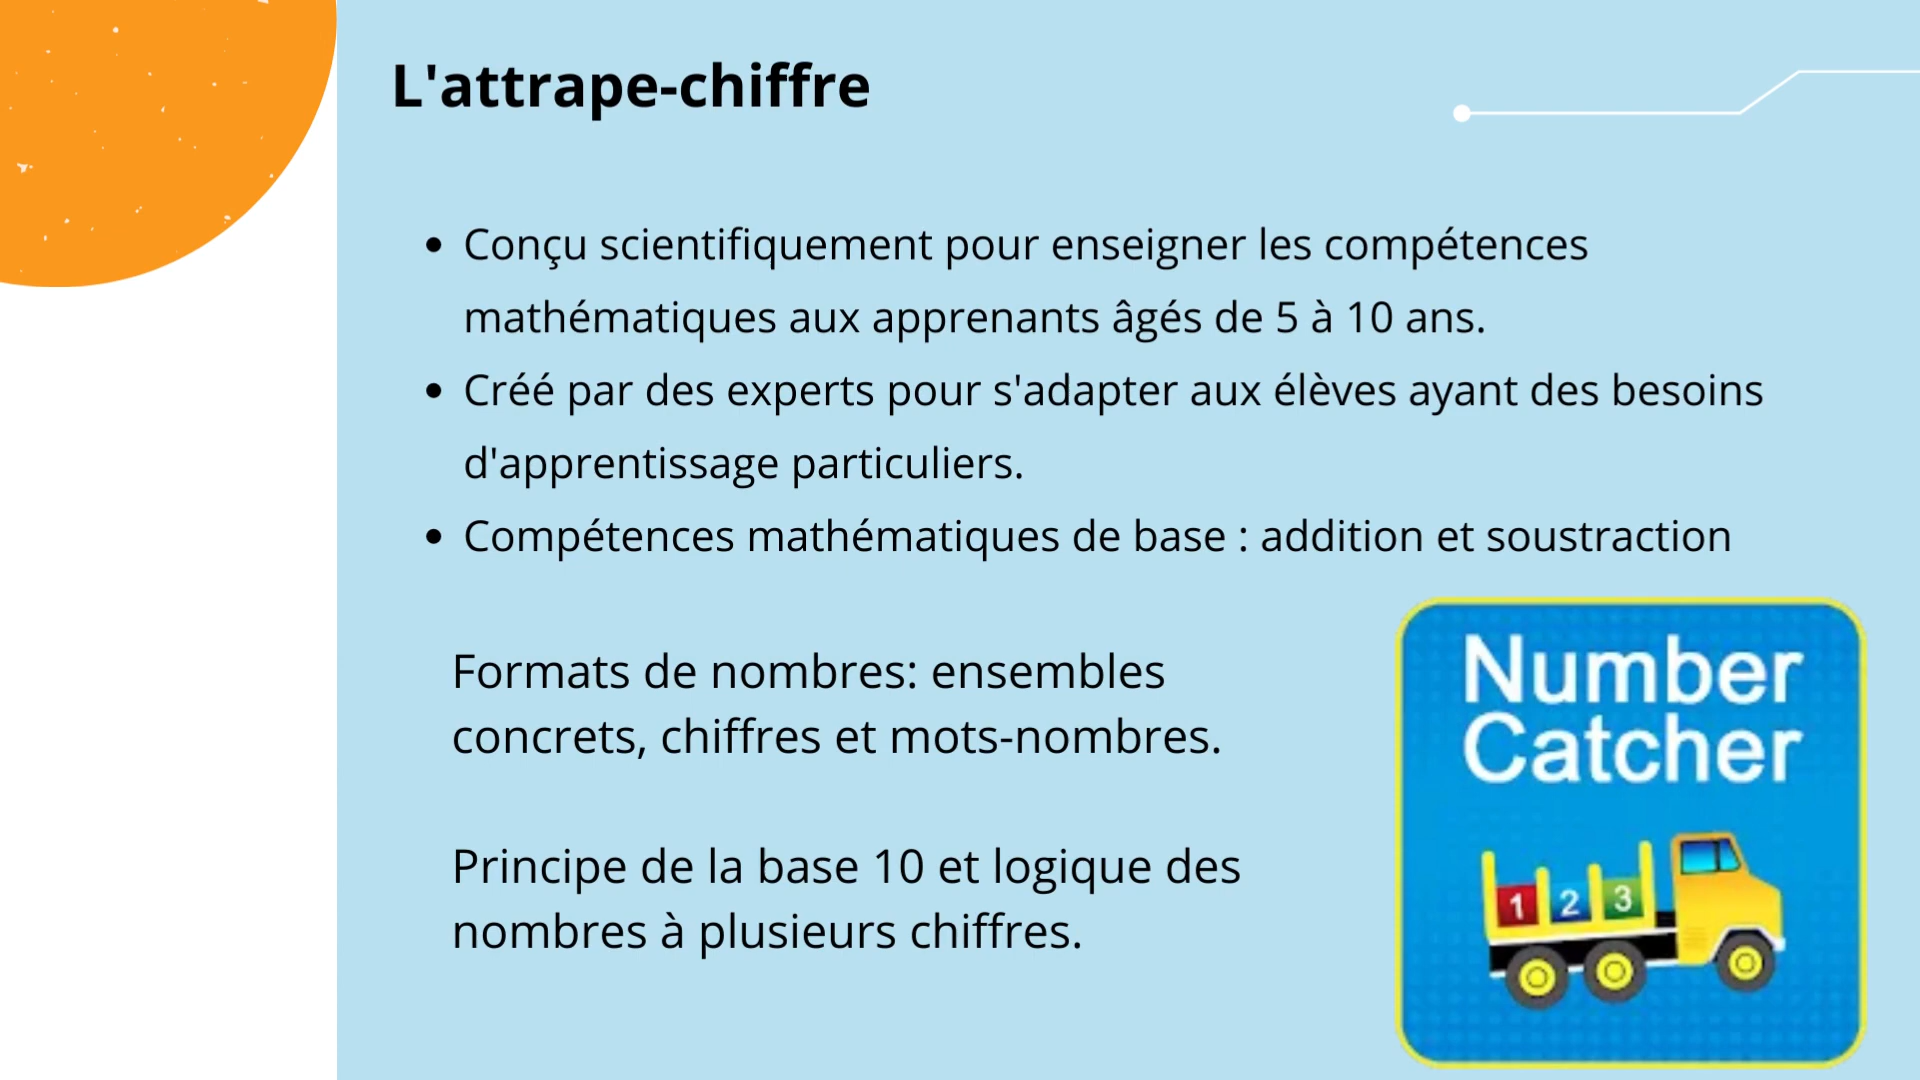 L'attrape-chiffre
• Conçu scientifiquement pour enseigner les compétences
mathématiques aux apprenants âgés de 5 à 10 ans.
• Créé par des experts pour s'adapter aux élèves ayant des besoins
d'apprentissage particuliers.
• Compétences mathématiques de base : addition et soustraction
Formats de nombres: ensembles
concrets, chiffres et mots-nombres.
Principe de la base 10 et logique des
nombres à plusieurs chiffres.
Number
Catcher
1 2 3